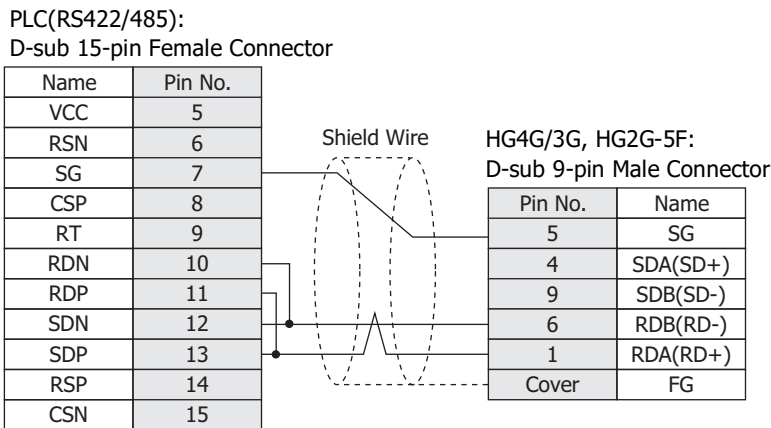 PLC(RS422/485):
D-sub 15-pin Female Connector
Name Pin No.
VCC 5
RSN 6
SG 7
CSP 8
RT 9
RDN 10
RDP 11
SDN 12
SDP 13
RSP 14
CSN 15
Shield Wire
HG4G/3G, HG2G-5F:
D-sub 9-pin Male Connector
Pin No. Name
5 SG
4 SDA(SD+)
9 SDB(SD-)
6 RDB(RD-)
1 RDA(RD+)
Cover FG